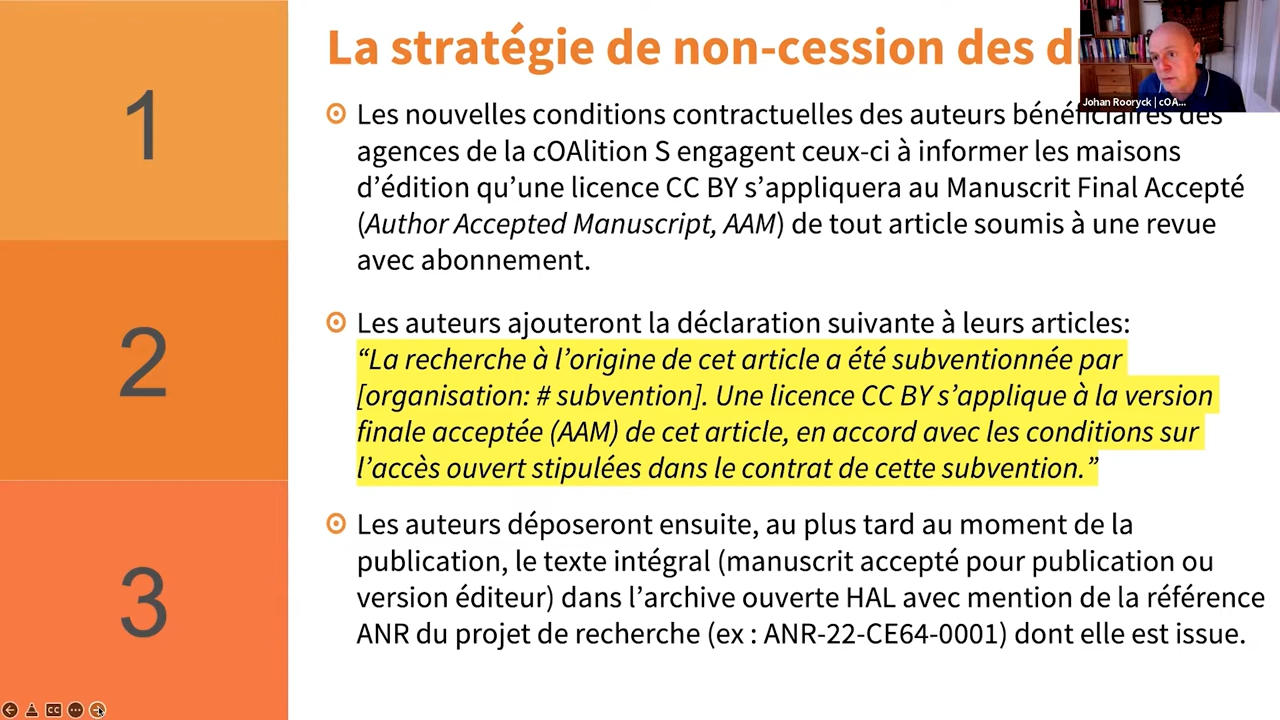 La stratégie de non-cession des
Johan Rooryck | cOA...
1
Les nouvelles conditions contractuelles des auteurs bénéficiaires des
agences de la cOAlition S engagent ceux-ci à informer les maisons
d’édition qu’une licence CC BY s’appliquera au Manuscrit Final Accepté
(Author Accepted Manuscript, AAM) de tout article soumis à une revue
avec abonnement.
2
Les auteurs ajouteront la déclaration suivante à leurs articles:
“La recherche à l’origine de cet article a été subventionnée par
[organisation: # subvention]. Une licence CC BY s’applique à la version
finale acceptée (AAM) de cet article, en accord avec les conditions sur
l’accès ouvert stipulées dans le contrat de cette subvention.”
3
Les auteurs déposeront ensuite, au plus tard au moment de la
publication, le texte intégral (manuscrit accepté pour publication ou
version éditeur) dans l’archive ouverte HAL avec mention de la référence
ANR du projet de recherche (ex : ANR-22-CE64-0001) dont elle est issue.
CC